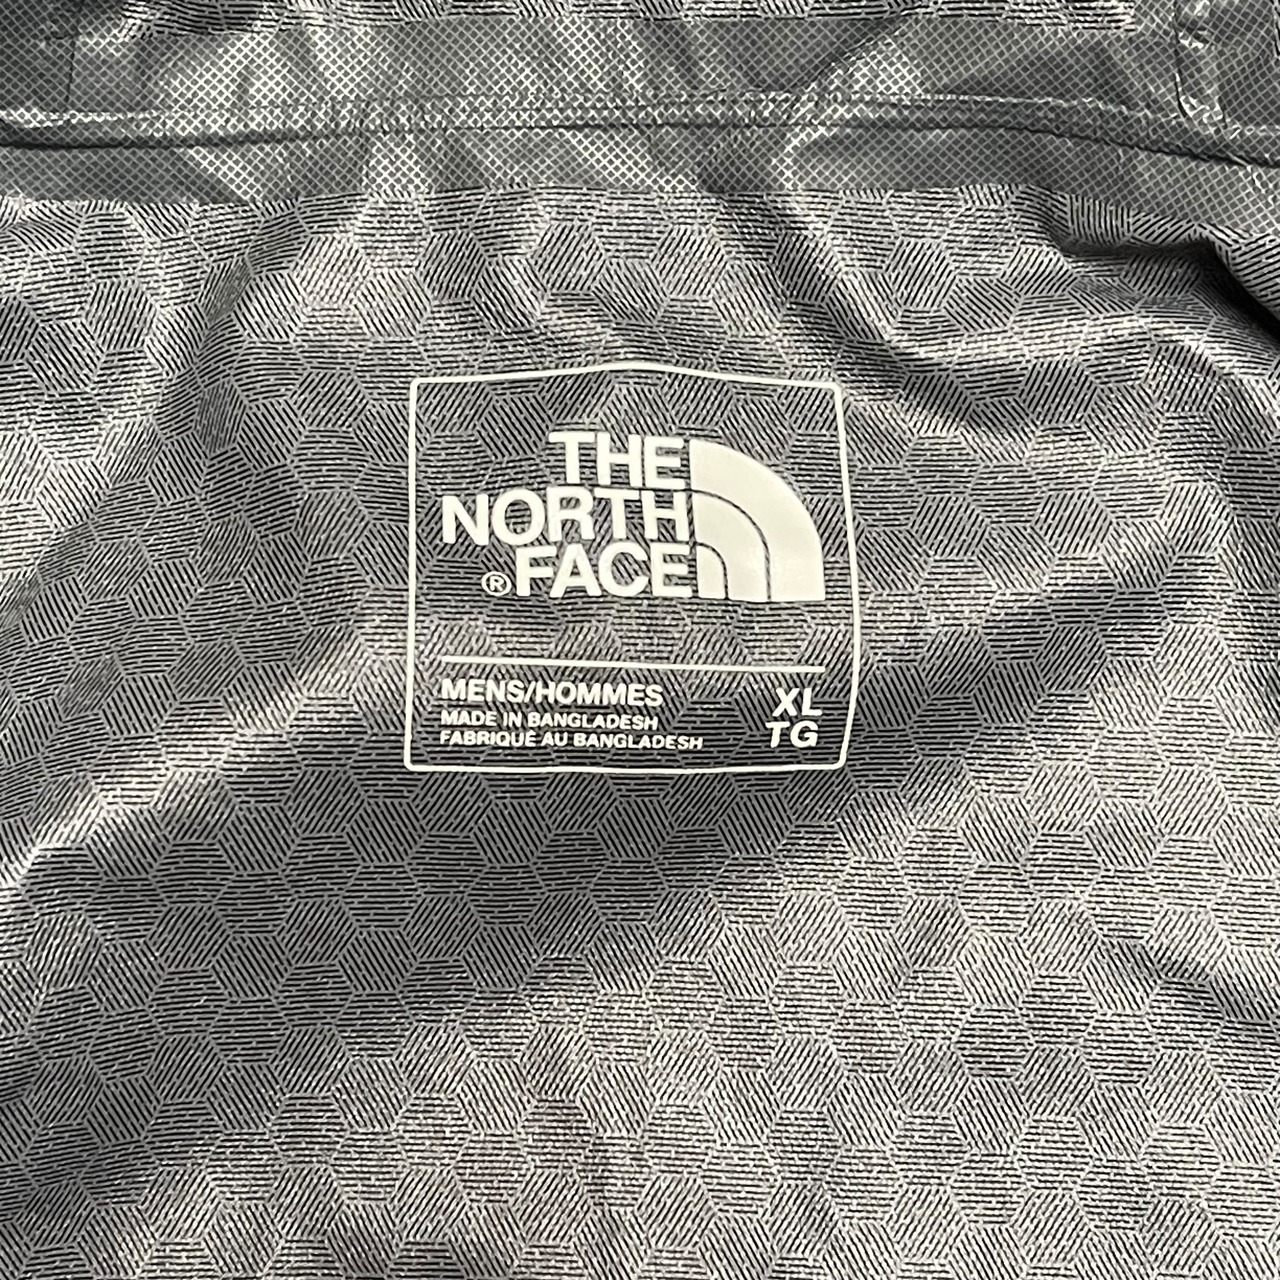 THE
NORTH
®FACE
MENS/HOMMES XL
MADE IN BANGLADESH TG
FABRIQUÉ AU BANGLADESH